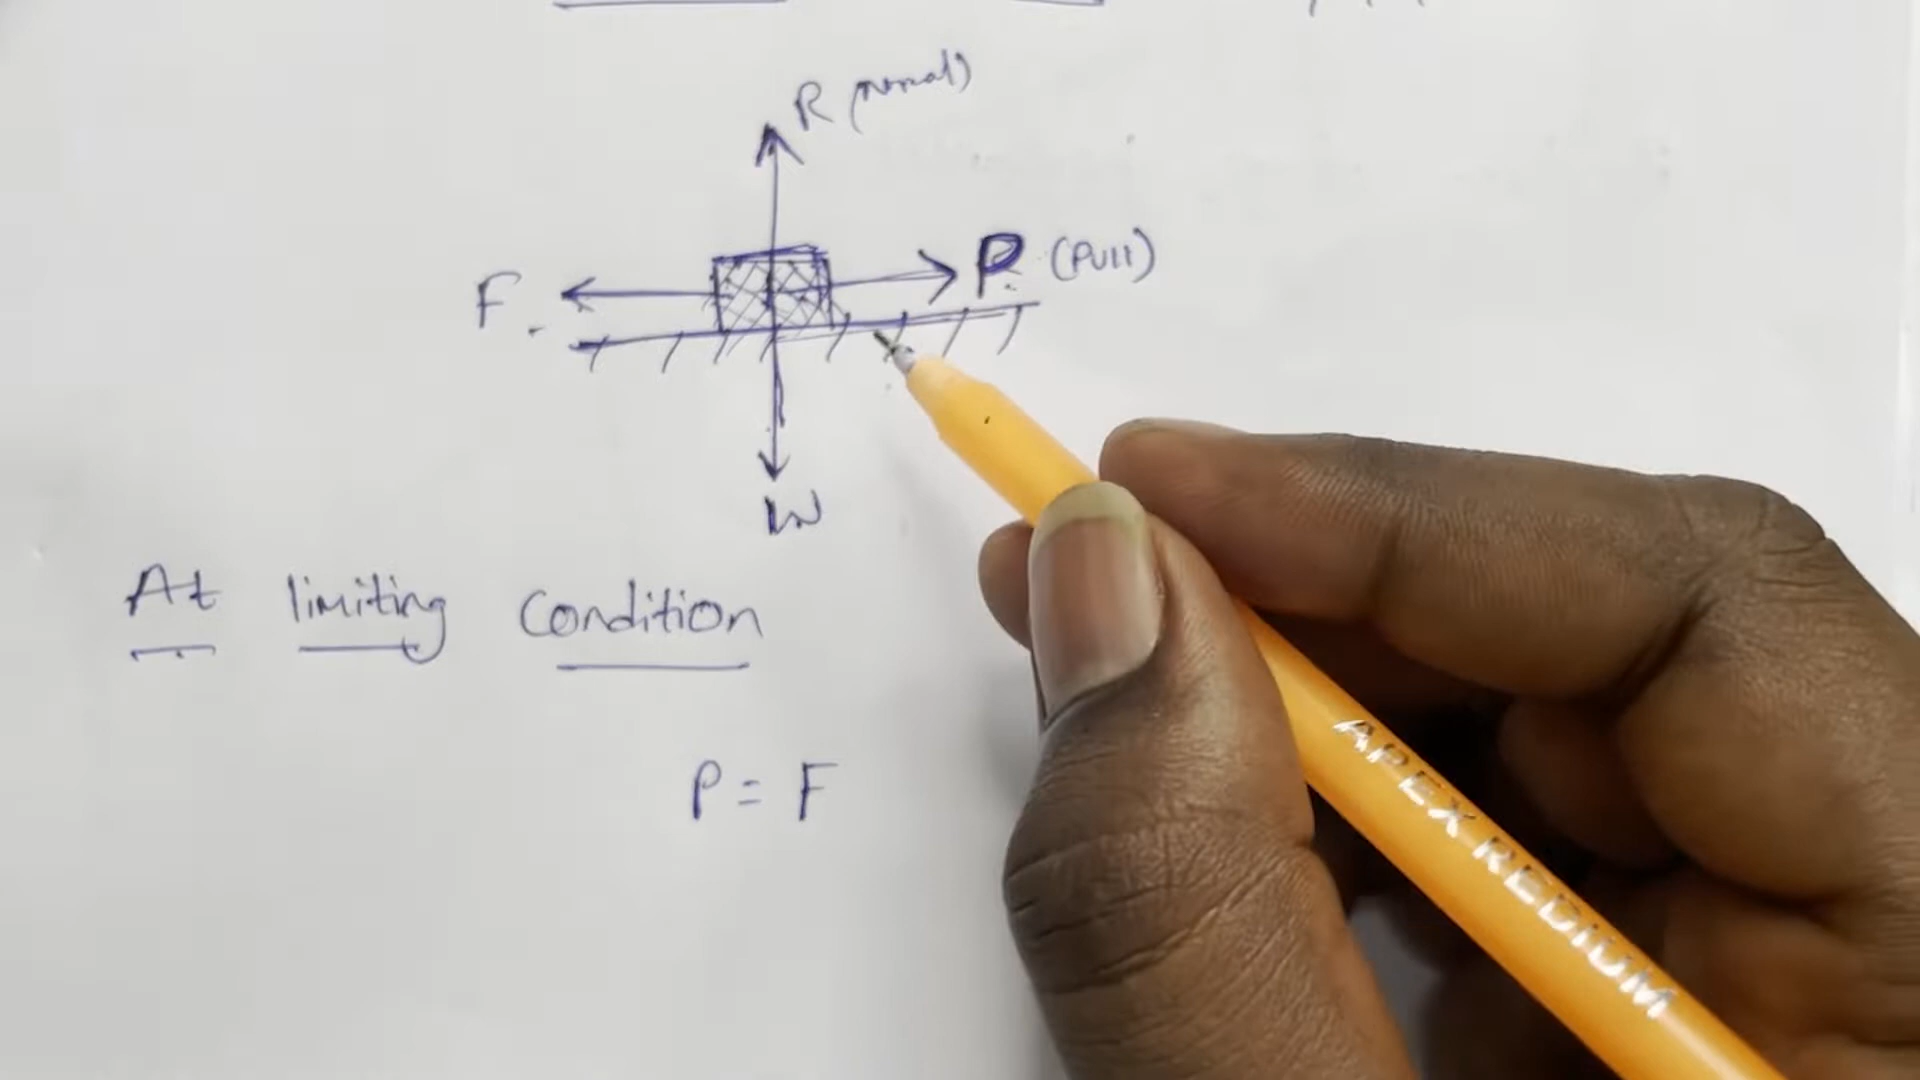 R (normal)
F
P (Pull)
W
At limiting Condition
P = F
APEX REDIUM